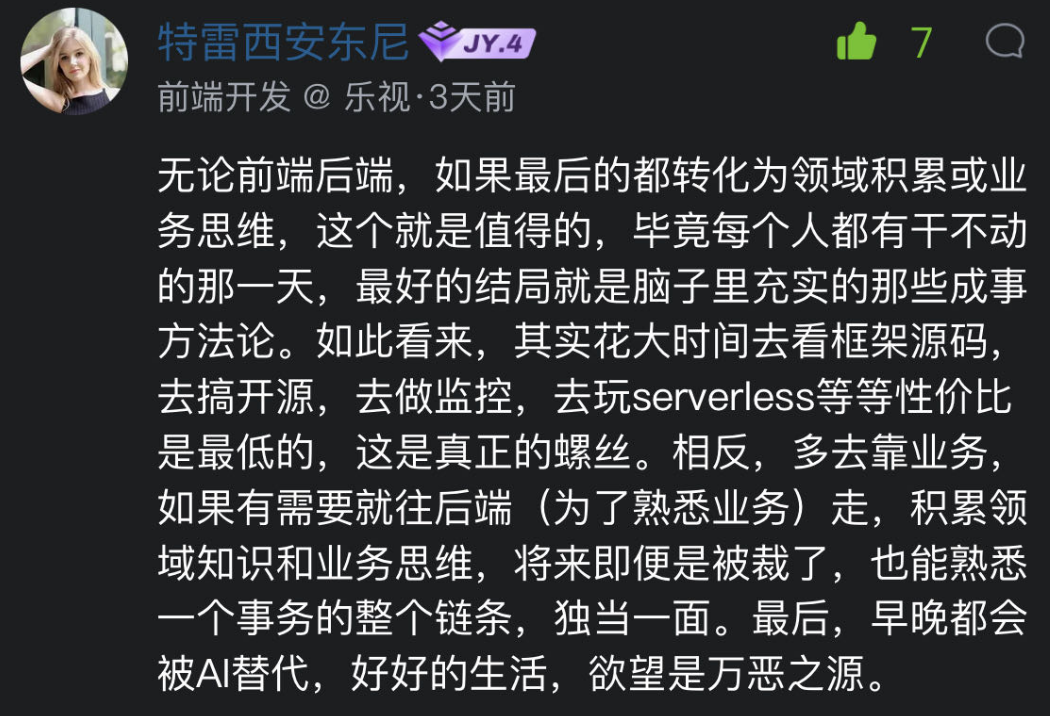 特雷西安东尼 JY.4 7
前端开发 @ 乐视·3天前
无论前端后端，如果最后的都转化为领域积累或业
务思维，这个就是值得的，毕竟每个人都有干不动
的那一天，最好的结局就是脑子里充实的那些成事
方法论。如此看来，其实花大时间去看框架源码，
去搞开源，去做监控，去玩serverless等等性价比
是最低的，这是真正的螺丝。相反，多去靠业务，
如果有需要就往后端（为了熟悉业务）走，积累领
域知识和业务思维，将来即便是被裁了，也能熟悉
一个事务的整个链条，独当一面。最后，早晚都会
被AI替代，好好的生活，欲望是万恶之源。